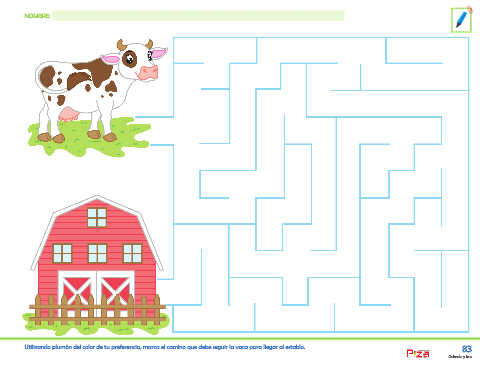 NOMBRE:
Utilizando plumón del color de tu preferencia, marca el camino que debe seguir la vaca para llegar al establo.
83